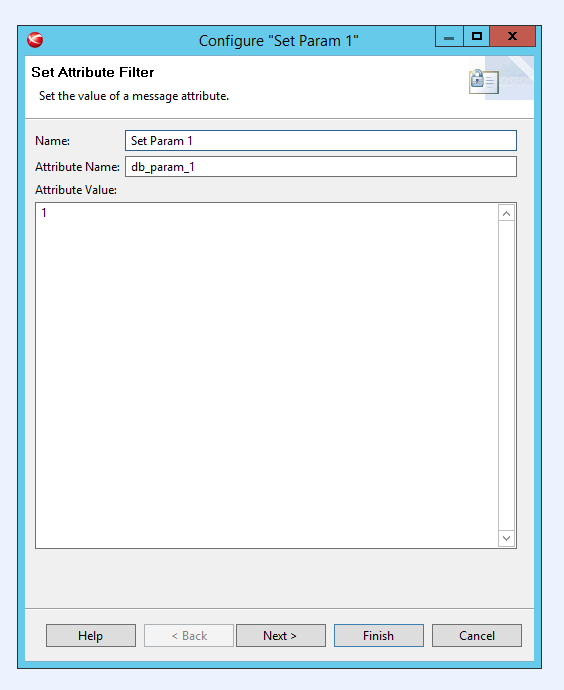 Configure "Set Param 1"
X
Set Attribute Filter
Set the value of a message attribute.
Name: Set Param 1
Attribute Name: db_param_1
Attribute Value:
1
Help < Back Next > Finish Cancel